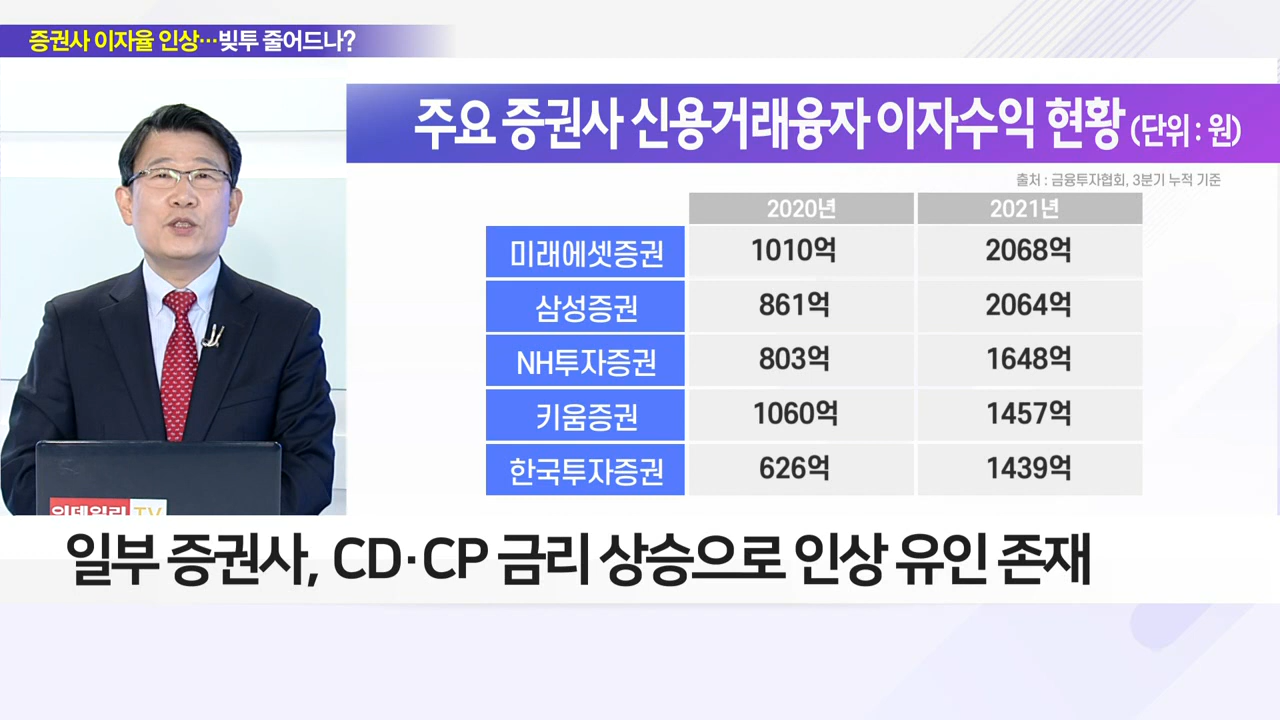 증권사 이자율 인상…빚투 줄어드나?
주요 증권사 신용거래융자 이자수익 현황 (단위 : 원)
출처 : 금융투자협회, 3분기 누적 기준
2020년 2021년
미래에셋증권 1010억 2068억
삼성증권 861억 2064억
NH투자증권 803억 1648억
키움증권 1060억 1457억
한국투자증권 626억 1439억
이데일리 TV
일부 증권사, CD·CP 금리 상승으로 인상 유인 존재